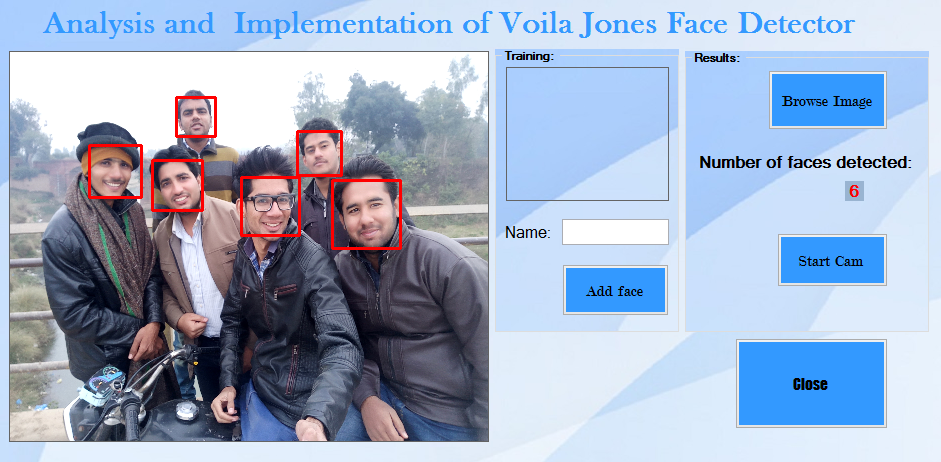 Analysis and Implementation of Voila Jones Face Detector
Training:
Results:
Browse Image
Number of faces detected:
6
Name:
Add face
Start Cam
Close